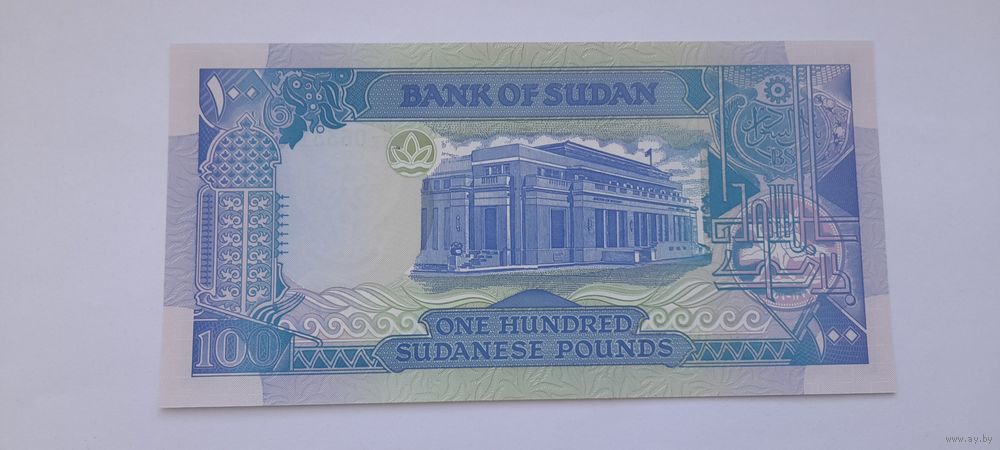 ١٠٠
BANK OF SUDAN
BS
ONE HUNDRED
SUDANESE POUNDS
100
١٠٠
www.ay.by